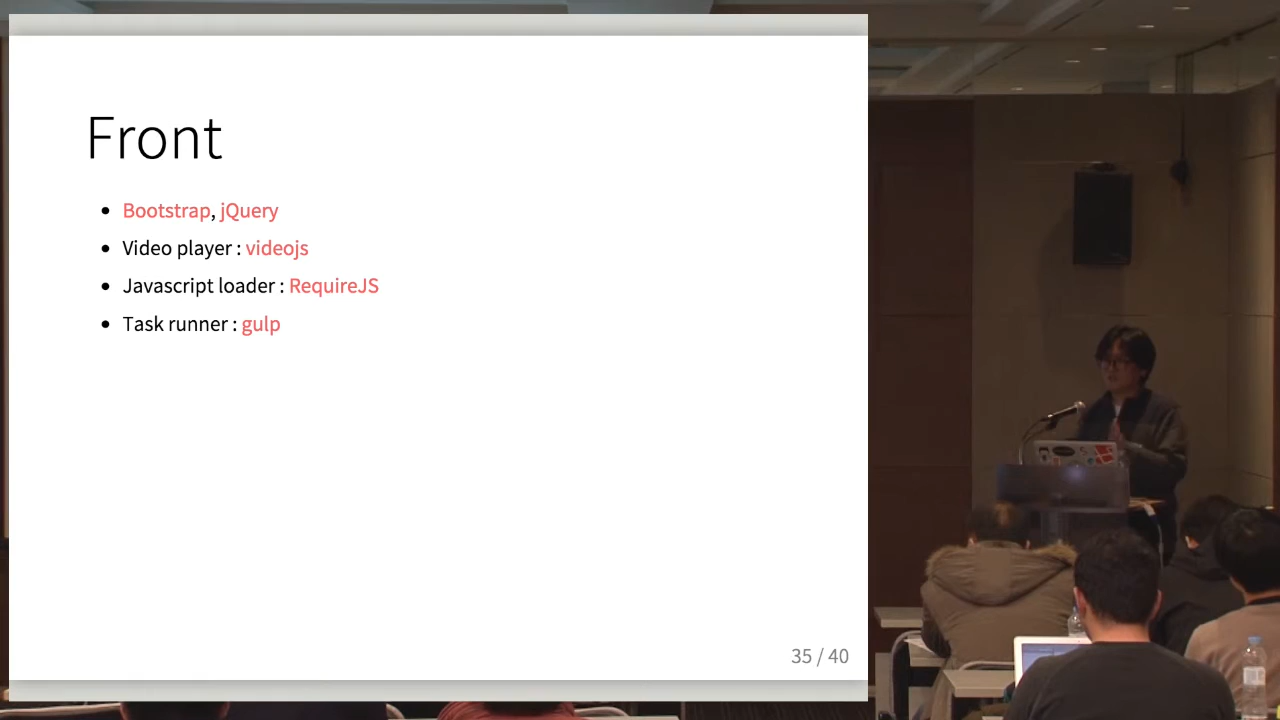 Front
Bootstrap, jQuery
Video player : videojs
Javascript loader : RequireJS
Task runner : gulp
35 / 40